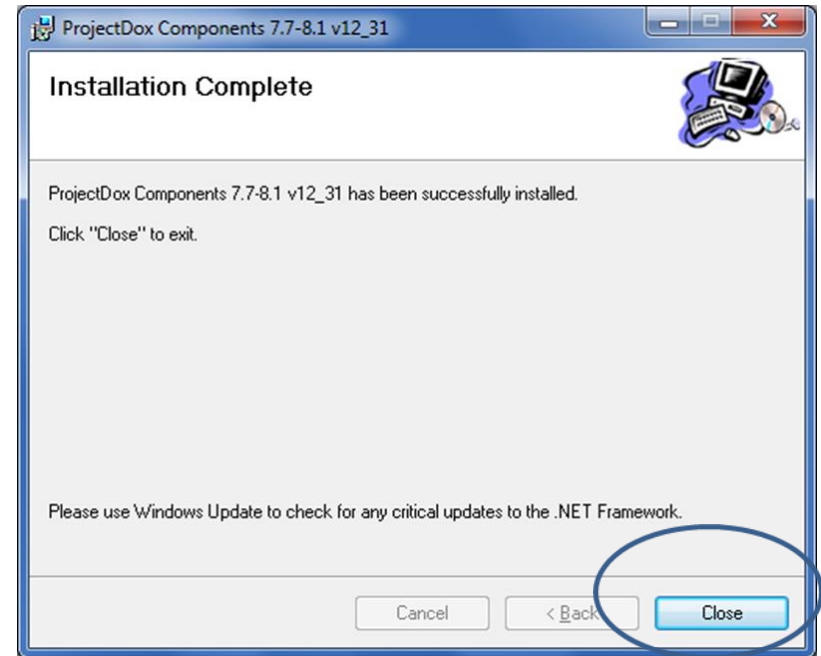 ProjectDox Components 7.7-8.1 v12_31
Installation Complete
ProjectDox Components 7.7-8.1 v12_31 has been successfully installed.
Click "Close" to exit.
Please use Windows Update to check for any critical updates to the .NET Framework.
Cancel < Back Close